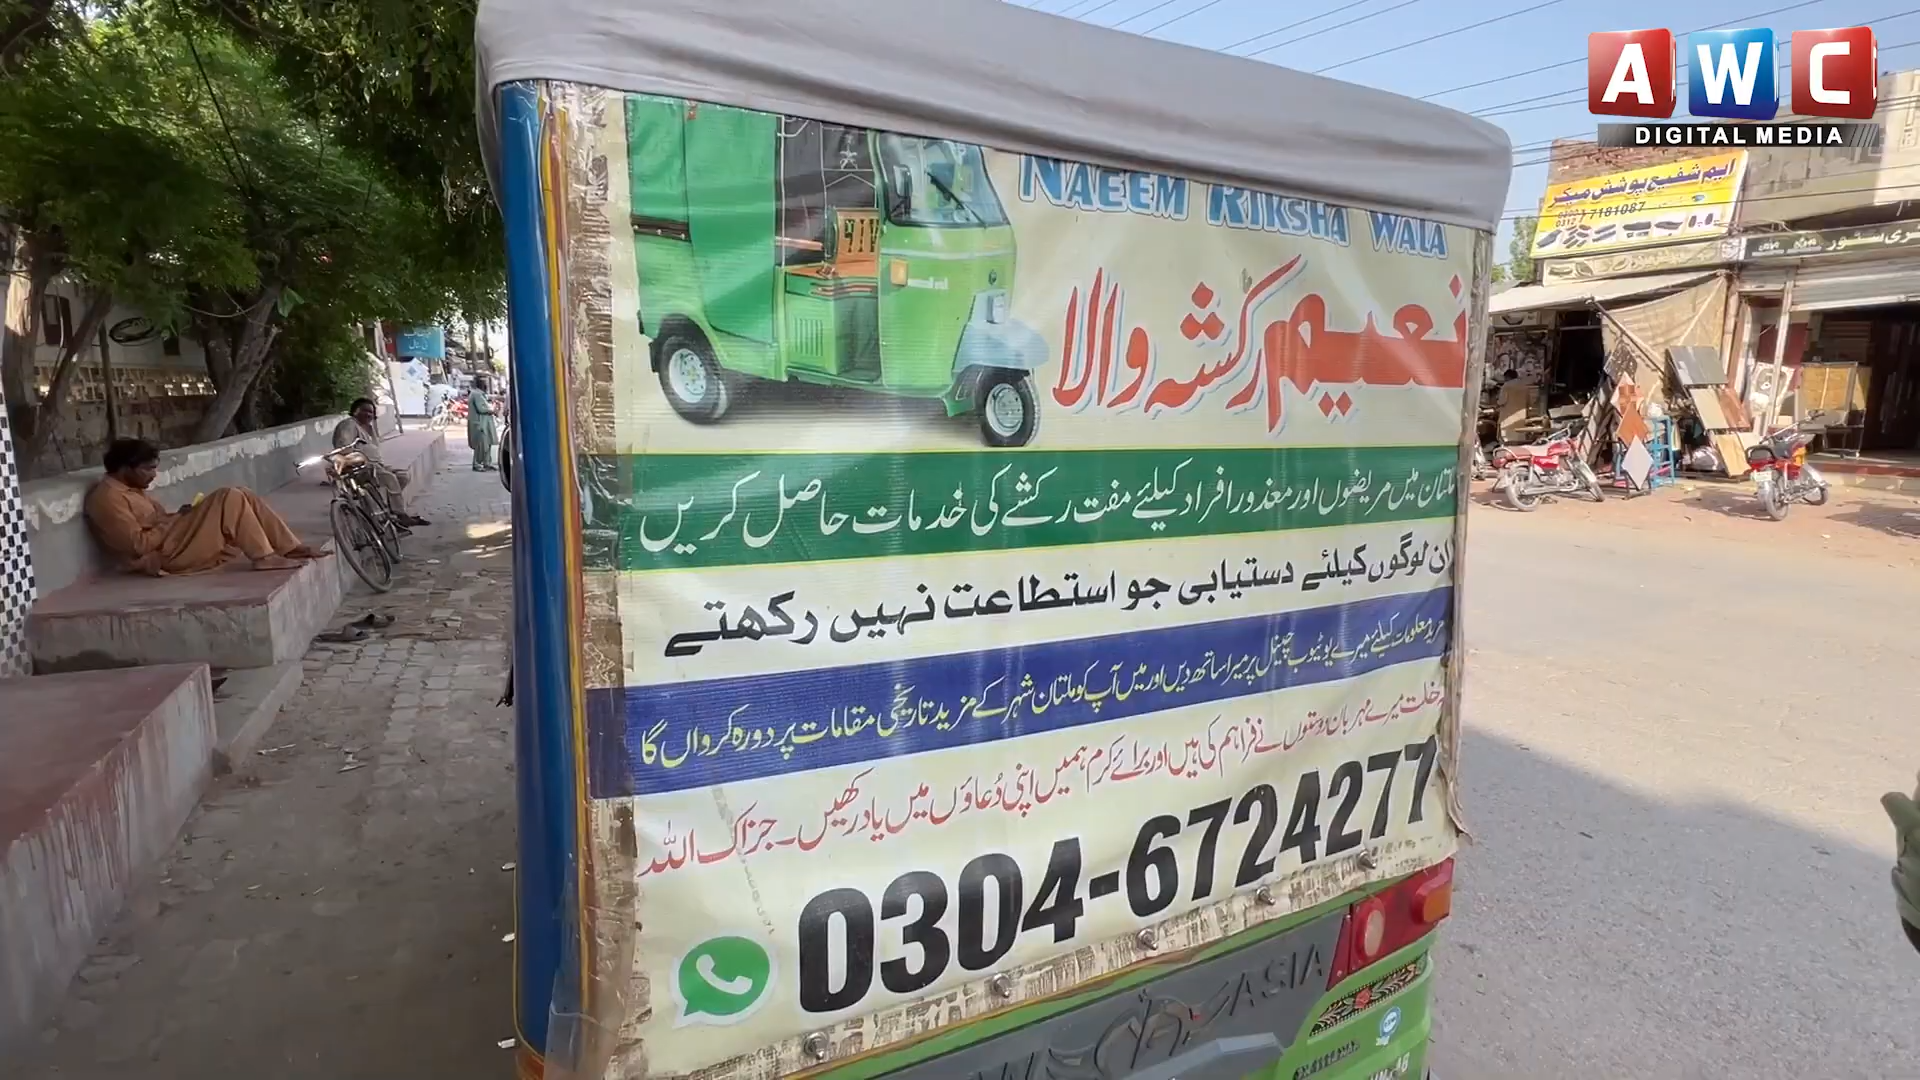 AWC
DIGITAL MEDIA
NAEEM RIKSHA WALA
نعیم رکشہ والا
ملتان میں مریضوں اور معذور افراد کیلئے مفت رکشے کی خدمات حاصل کریں
ان لوگوں کیلئے دستیابی جو استطاعت نہیں رکھتے
مزید معلومات کیلئے میرے یوٹیوب چینل پر میرا ساتھ دیں اور میں آپ کو ملتان شہر کے مزید تاریخی مقامات پر دورہ کرواں گا
میرے مہربان دوستوں نے فراہم کی ہیں اور برائے کرم ہمیں اپنی دُعاؤں میں یاد رکھیں۔ جزاک اللہ
0304-6724277
ASIA
ایم شفیع پوشش میکر
7181087
سٹور